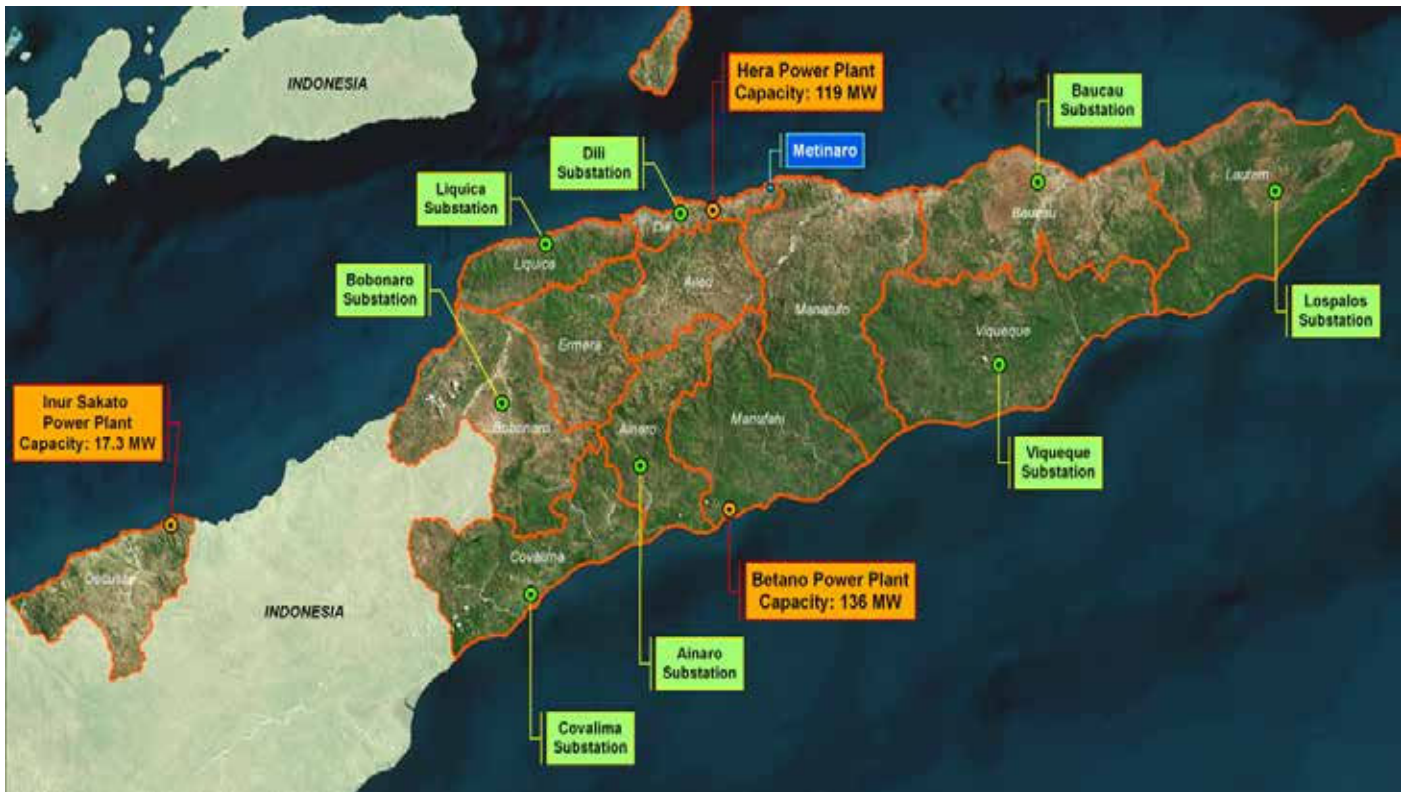 INDONESIA
Hera Power Plant
Capacity: 119 MW
Baucau
Substation
Dili
Substation
Metinaro
Liquica
Substation
Lautem
Baucau
Dili
Liquica
Bobonaro
Substation
Aileu
Manatuto
Lospalos
Substation
Viqueque
Ermera
Inur Sakato
Power Plant
Capacity: 17.3 MW
Bobonaro
Ainaro
Manufahi
Viqueque
Substation
Covalima
Oecusse
Betano Power Plant
Capacity: 136 MW
INDONESIA
Ainaro
Substation
Covalima
Substation